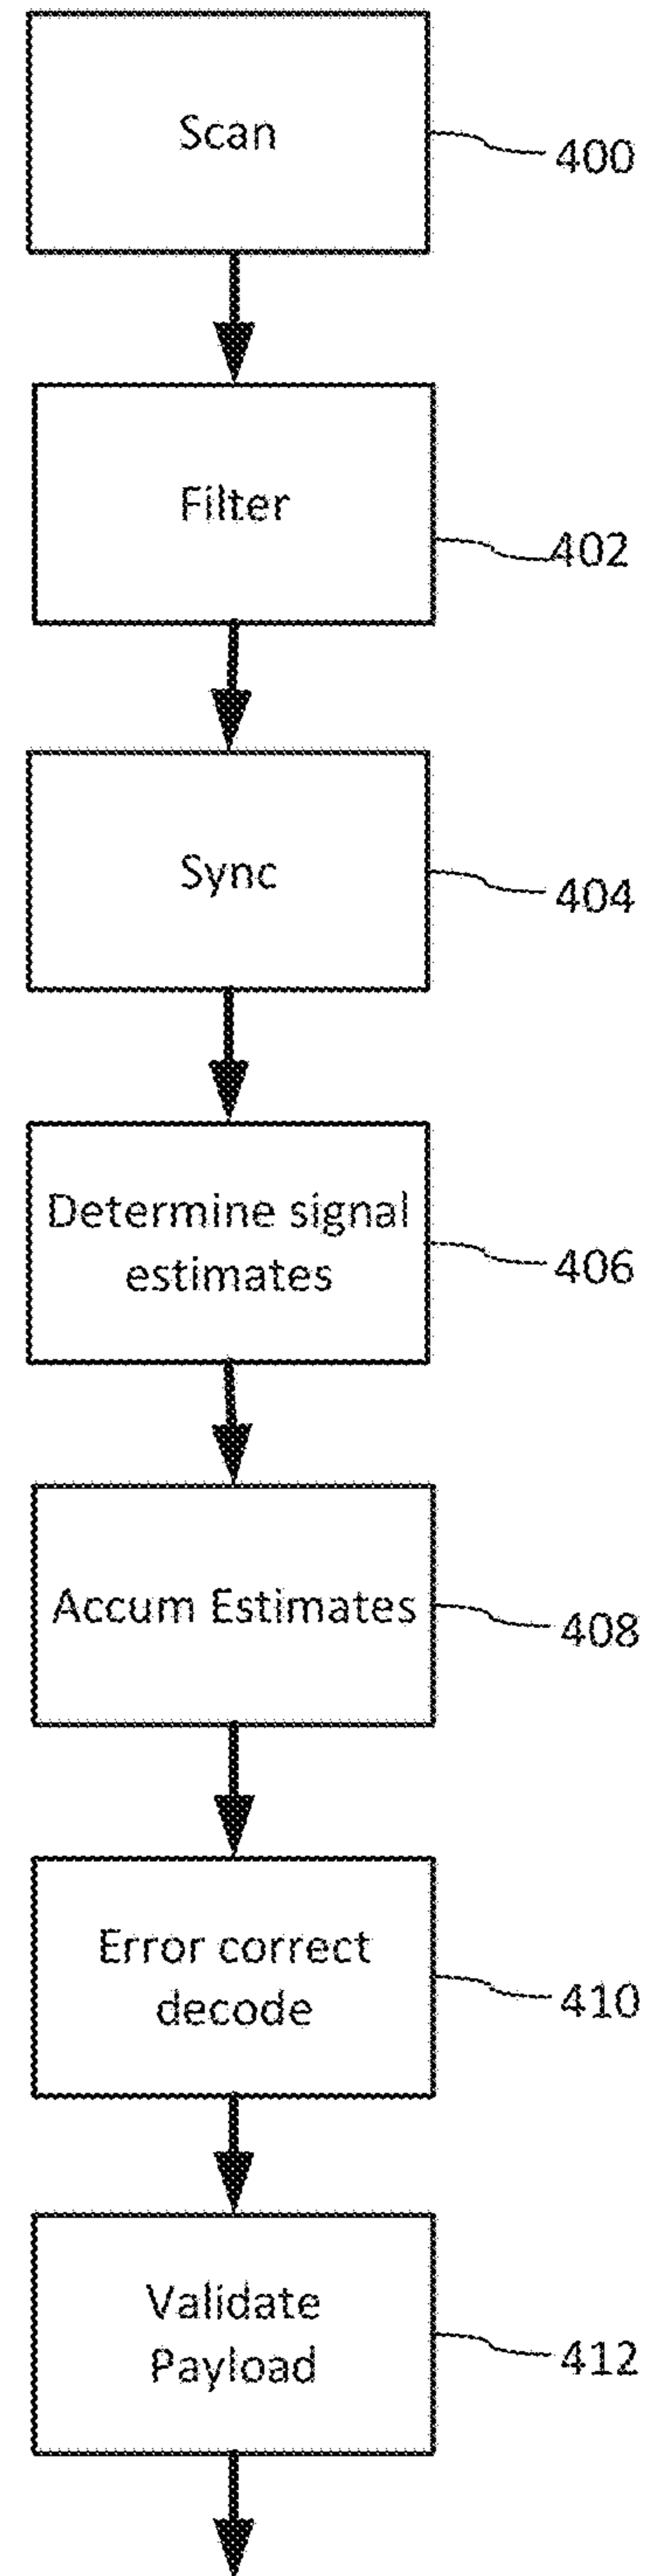 Scan
400
Filter
402
Sync
404
Determine signal
estimates
406
Accum Estimates
408
Error correct
decode
410
Validate
Payload
412